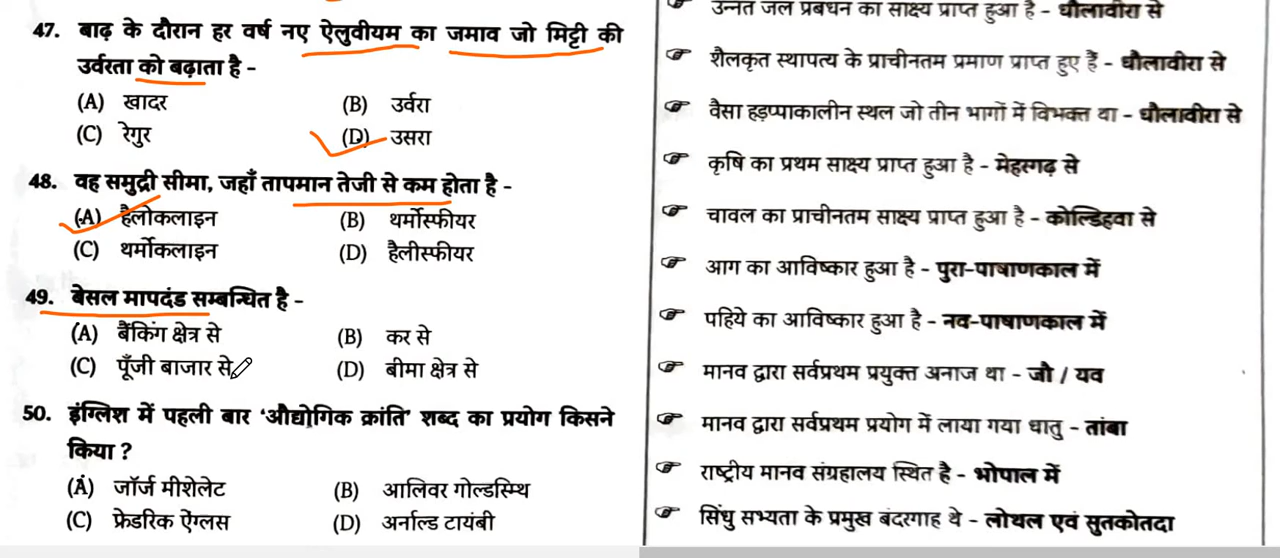 47. बाढ़ के दौरान हर वर्ष नए ऐलुवीयम का जमाव जो मिट्टी की
उर्वरता को बढ़ाता है -
(A) खादर (B) उर्वरा
(C) रेगुर (D) उसरा
48. वह समुद्री सीमा, जहाँ तापमान तेजी से कम होता है -
(A) हैलोकलाइन (B) थर्मोस्फीयर
(C) थर्मोकलाइन (D) हैलीस्फीयर
49. बेसल मापदंड सम्बन्धित है -
(A) बैंकिंग क्षेत्र से (B) कर से
(C) पूँजी बाजार से (D) बीमा क्षेत्र से
50. इंग्लिश में पहली बार ‘औद्योगिक क्रांति’ शब्द का प्रयोग किसने
किया ?
(A) जॉर्ज मीशेलेट (B) आलिवर गोल्डस्मिथ
(C) फ्रेडरिक ऐंग्लस (D) अर्नाल्ड टायंबी
उन्नत जल प्रबंधन का साक्ष्य प्राप्त हुआ है - धौलावीरा से
शैलकृत स्थापत्य के प्राचीनतम प्रमाण प्राप्त हुए हैं - धौलावीरा से
वैसा हड़प्पाकालीन स्थल जो तीन भागों में विभक्त था - धौलावीरा से
कृषि का प्रथम साक्ष्य प्राप्त हुआ है - मेहरगढ़ से
चावल का प्राचीनतम साक्ष्य प्राप्त हुआ है - कोल्डिहवा से
आग का आविष्कार हुआ है - पुरा-पाषाणकाल में
पहिये का आविष्कार हुआ है - नव-पाषाणकाल में
मानव द्वारा सर्वप्रथम प्रयुक्त अनाज था - जौ / यव
मानव द्वारा सर्वप्रथम प्रयोग में लाया गया धातु - तांबा
राष्ट्रीय मानव संग्रहालय स्थित है - भोपाल में
सिंधु सभ्यता के प्रमुख बंदरगाह थे - लोथल एवं सुतकोतदा